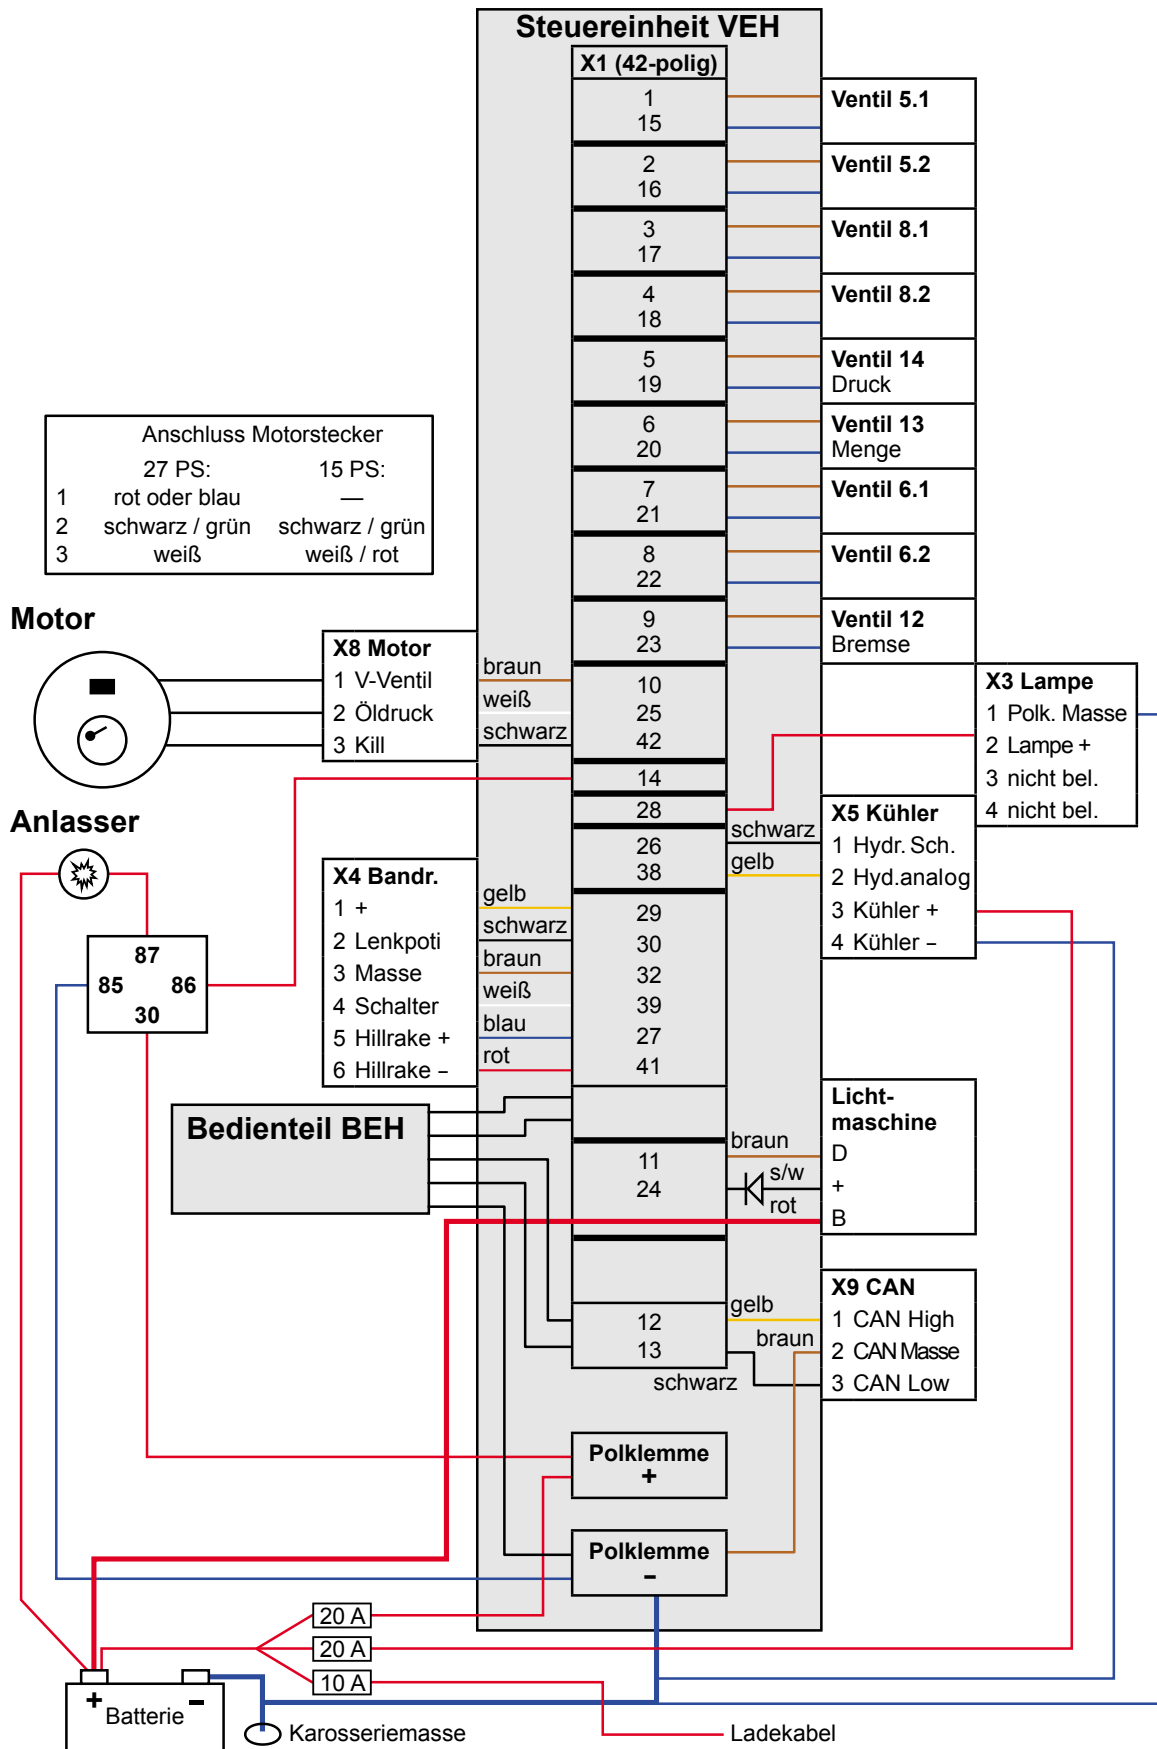 Steuereinheit VEH
X1 (42-polig)
1
15
Ventil 5.1
2
16
Ventil 5.2
3
17
Ventil 8.1
4
18
Ventil 8.2
5
19
Ventil 14
Druck
6
20
Ventil 13
Menge
7
21
Ventil 6.1
8
22
Ventil 6.2
9
23
Ventil 12
Bremse
Anschluss Motorstecker
27 PS: 15 PS:
1 rot oder blau —
2 schwarz / grün schwarz / grün
3 weiß weiß / rot
Motor
X8 Motor
1 V-Ventil
2 Öldruck
3 Kill
braun
weiß
schwarz
10
25
42
14
28
X3 Lampe
1 Polk. Masse
2 Lampe +
3 nicht bel.
4 nicht bel.
Anlasser
87
85 86
30
26
38
schwarz
gelb
X5 Kühler
1 Hydr. Sch.
2 Hyd.analog
3 Kühler +
4 Kühler –
X4 Bandr.
1 +
2 Lenkpoti
3 Masse
4 Schalter
5 Hillrake +
6 Hillrake –
gelb
schwarz
braun
weiß
blau
rot
29
30
32
39
27
41
Bedienteil BEH
11
24
braun
s/w
rot
Licht-
maschine
D
+
B
12
13
gelb
braun
schwarz
X9 CAN
1 CAN High
2 CAN Masse
3 CAN Low
Polklemme
+
Polklemme
–
20 A
20 A
10 A
+ –
Batterie
Karosseriemasse
Ladekabel